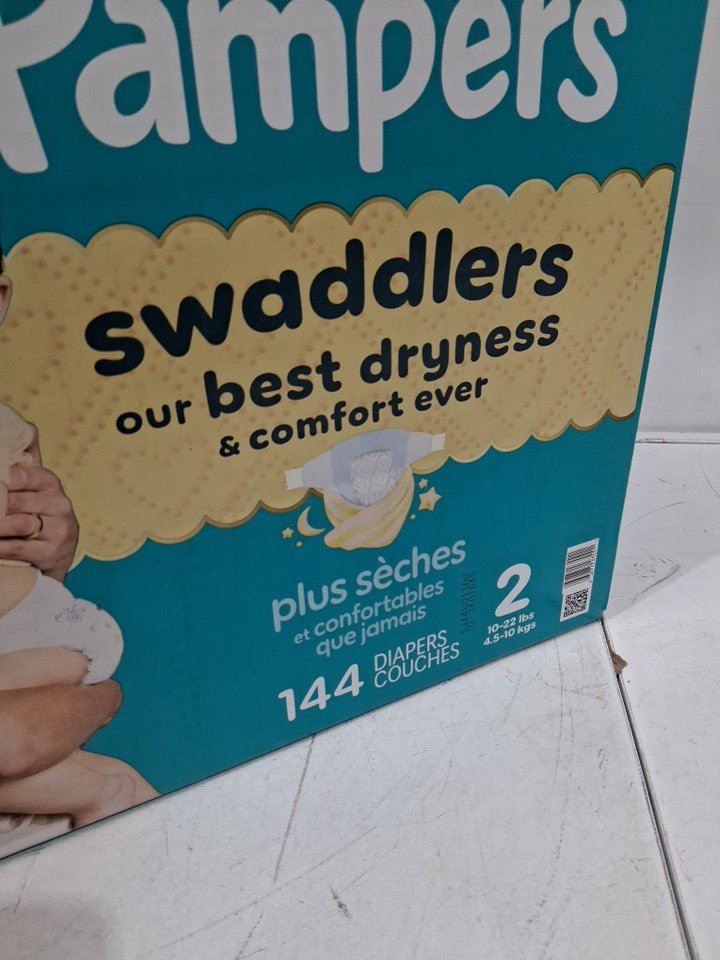 Pampers
swaddlers
our best dryness
& comfort ever
plus sèches
et confortables
que jamais
144 DIAPERS
COUCHES
2
10-22 lbs
4.5-10 kgs